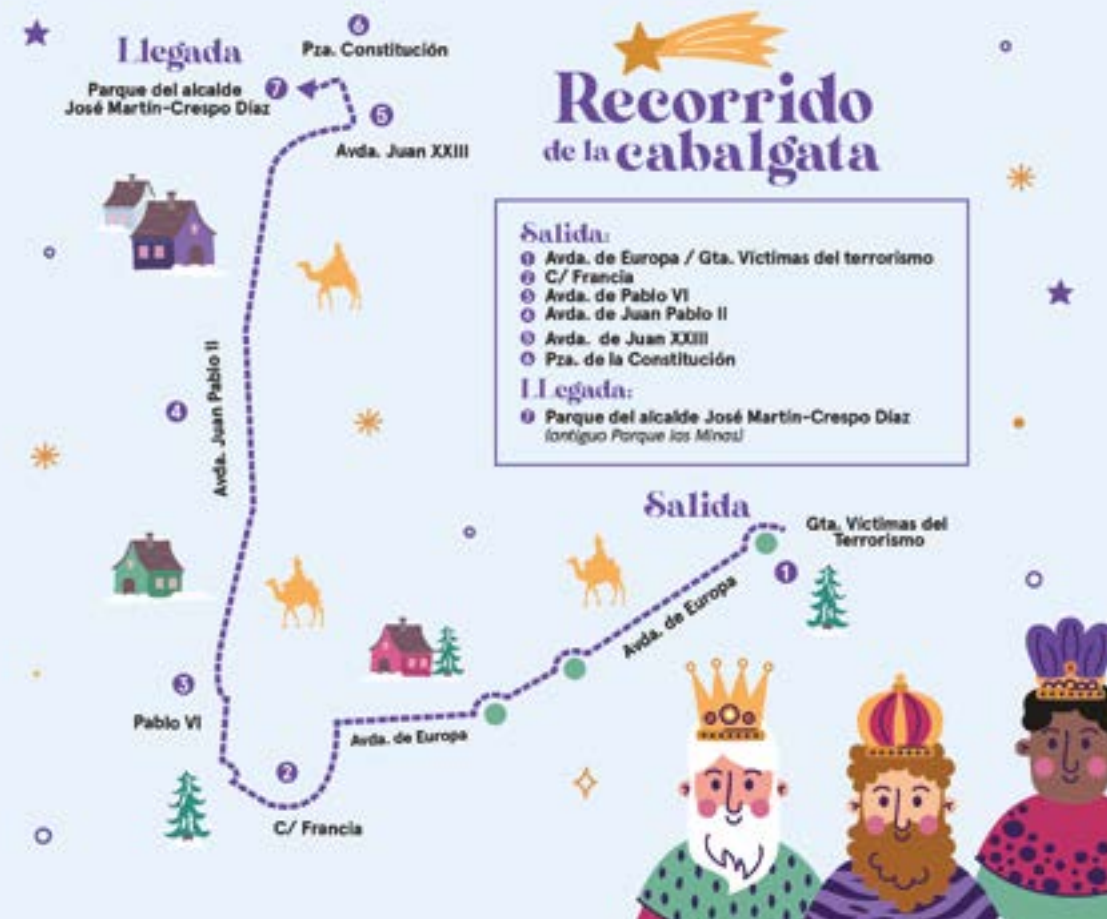 Llegada
Parque del alcalde
José Martín-Crespo Díaz
7
6
Pza. Constitución
5
Avda. Juan XXIII
Recorrido
de la cabalgata
Salida:
1 Avda. de Europa / Gta. Víctimas del terrorismo
2 C/ Francia
3 Avda. de Pablo VI
4 Avda. de Juan Pablo II
5 Avda. de Juan XXIII
6 Pza. de la Constitución
LLegada:
7 Parque del alcalde José Martín-Crespo Díaz
(antiguo Parque las Minas)
4
Avda. Juan Pablo II
Salida
Gta. Víctimas del
Terrorismo
1
Avda. de Europa
Avda. de Europa
3
Pablo VI
2
C/ Francia